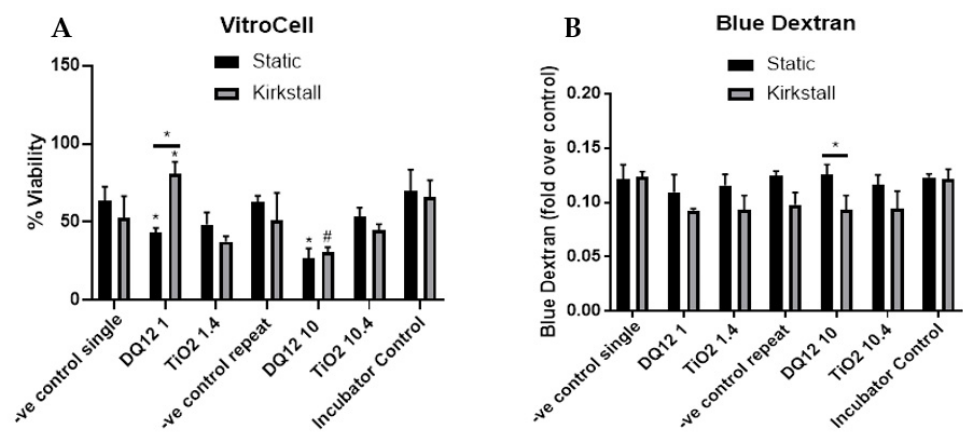 A
VitroCell
Static
Kirkstall
% Viability
150
100
50
0
*
*
*
*
#
-ve control single
DQ12 1
TiO2 1.4
-ve control repeat
DQ12 10
TiO2 10.4
Incubator Control
B
Blue Dextran
Static
Kirkstall
Blue Dextran (fold over control)
0.20
0.15
0.10
0.05
0.00
*
-ve control single
DQ12 1
TiO2 1.4
-ve control repeat
DQ12 10
TiO2 10.4
Incubator Control